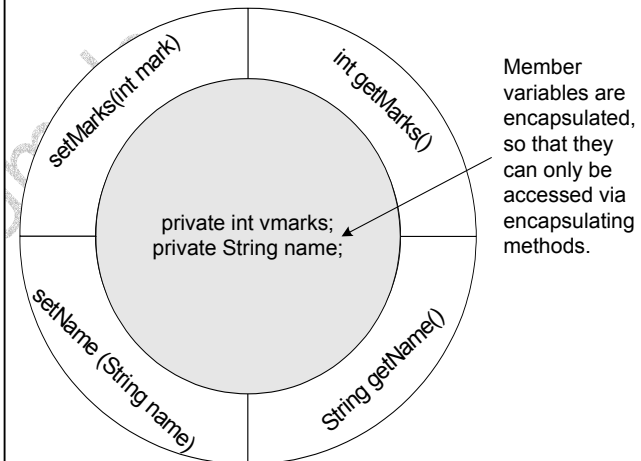 setMarks(int mark)
int getMarks()
private int vmarks;
private String name;
setName (String name)
String getName()
Member
variables are
encapsulated,
so that they
can only be
accessed via
encapsulating
methods.